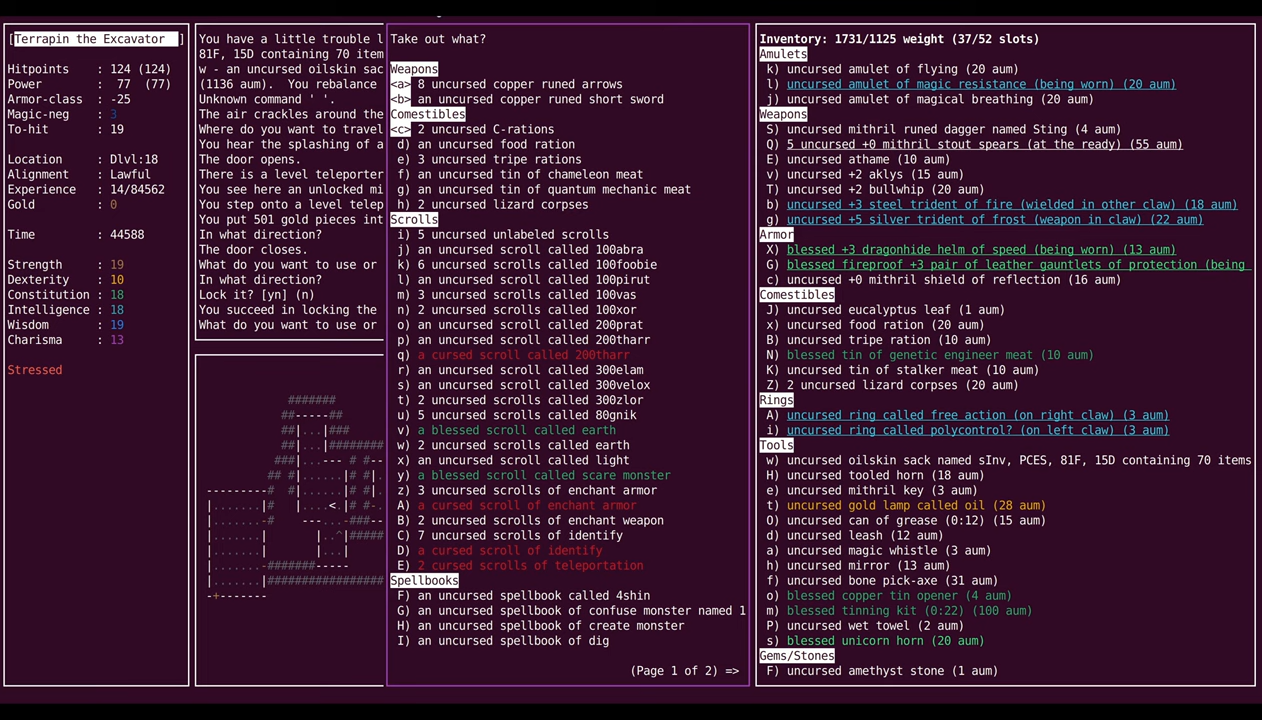 [Terrapin the Excavator ]
Hitpoints : 124 (124)
Power : 77 (77)
Armor-class : -25
Magic-neg : 3
To-hit : 19
Location : Dlvl:18
Alignment : Lawful
Experience : 14/84562
Gold : 0
Time : 44588
Strength : 19
Dexterity : 10
Constitution : 18
Intelligence : 18
Wisdom : 19
Charisma : 13
Stressed
You have a little trouble l
81F, 15D containing 70 item
w - an uncursed oilskin sac
(1136 aum). You rebalance
Unknown command ' '.
The air crackles around the
Where do you want to travel
You hear the splashing of a
The door opens.
There is a level teleporter
You see here an unlocked mi
You step onto a level telep
You put 501 gold pieces int
In what direction?
The door closes.
What do you want to use or
In what direction?
Lock it? [yn] (n)
You succeed in locking the
What do you want to use or
Take out what?
Weapons
<a> 8 uncursed copper runed arrows
<b> an uncursed copper runed short sword
Comestibles
<c> 2 uncursed C-rations
d) an uncursed food ration
e) 3 uncursed tripe rations
f) an uncursed tin of chameleon meat
g) an uncursed tin of quantum mechanic meat
h) 2 uncursed lizard corpses
Scrolls
i) 5 uncursed unlabeled scrolls
j) an uncursed scroll called 100abra
k) 6 uncursed scrolls called 100foobie
l) an uncursed scroll called 100pirut
m) 3 uncursed scrolls called 100vas
n) 2 uncursed scrolls called 100xor
o) an uncursed scroll called 200prat
p) an uncursed scroll called 200tharr
q) a cursed scroll called 200tharr
r) an uncursed scroll called 300elam
s) an uncursed scroll called 300velox
t) 2 uncursed scrolls called 300zlor
u) 5 uncursed scrolls called 80gnik
v) a blessed scroll called earth
w) 2 uncursed scrolls called earth
x) an uncursed scroll called light
y) a blessed scroll called scare monster
z) 3 uncursed scrolls of enchant armor
A) a cursed scroll of enchant armor
B) 2 uncursed scrolls of enchant weapon
C) 7 uncursed scrolls of identify
D) a cursed scroll of identify
E) 2 cursed scrolls of teleportation
Spellbooks
F) an uncursed spellbook called 4shin
G) an uncursed spellbook of confuse monster named 1
H) an uncursed spellbook of create monster
I) an uncursed spellbook of dig
(Page 1 of 2) =>
Inventory: 1731/1125 weight (37/52 slots)
Amulets
k) uncursed amulet of flying (20 aum)
l) uncursed amulet of magic resistance (being worn) (20 aum)
j) uncursed amulet of magical breathing (20 aum)
Weapons
S) uncursed mithril runed dagger named Sting (4 aum)
Q) 5 uncursed +0 mithril stout spears (at the ready) (55 aum)
E) uncursed athame (10 aum)
v) uncursed +2 aklys (15 aum)
T) uncursed +2 bullwhip (20 aum)
b) uncursed +3 steel trident of fire (wielded in other claw) (18 aum)
g) uncursed +5 silver trident of frost (weapon in claw) (22 aum)
Armor
X) blessed +3 dragonhide helm of speed (being worn) (13 aum)
G) blessed fireproof +3 pair of leather gauntlets of protection (being
c) uncursed +0 mithril shield of reflection (16 aum)
Comestibles
J) uncursed eucalyptus leaf (1 aum)
x) uncursed food ration (20 aum)
B) uncursed tripe ration (10 aum)
N) blessed tin of genetic engineer meat (10 aum)
K) uncursed tin of stalker meat (10 aum)
Z) 2 uncursed lizard corpses (20 aum)
Rings
A) uncursed ring called free action (on right claw) (3 aum)
i) uncursed ring called polycontrol? (on left claw) (3 aum)
Tools
w) uncursed oilskin sack named sInv, PCES, 81F, 15D containing 70 items
H) uncursed tooled horn (18 aum)
e) uncursed mithril key (3 aum)
t) uncursed gold lamp called oil (28 aum)
O) uncursed can of grease (0:12) (15 aum)
d) uncursed leash (12 aum)
a) uncursed magic whistle (3 aum)
h) uncursed mirror (13 aum)
f) uncursed bone pick-axe (31 aum)
o) blessed copper tin opener (4 aum)
m) blessed tinning kit (0:22) (100 aum)
P) uncursed wet towel (2 aum)
s) blessed unicorn horn (20 aum)
Gems/Stones
F) uncursed amethyst stone (1 aum)